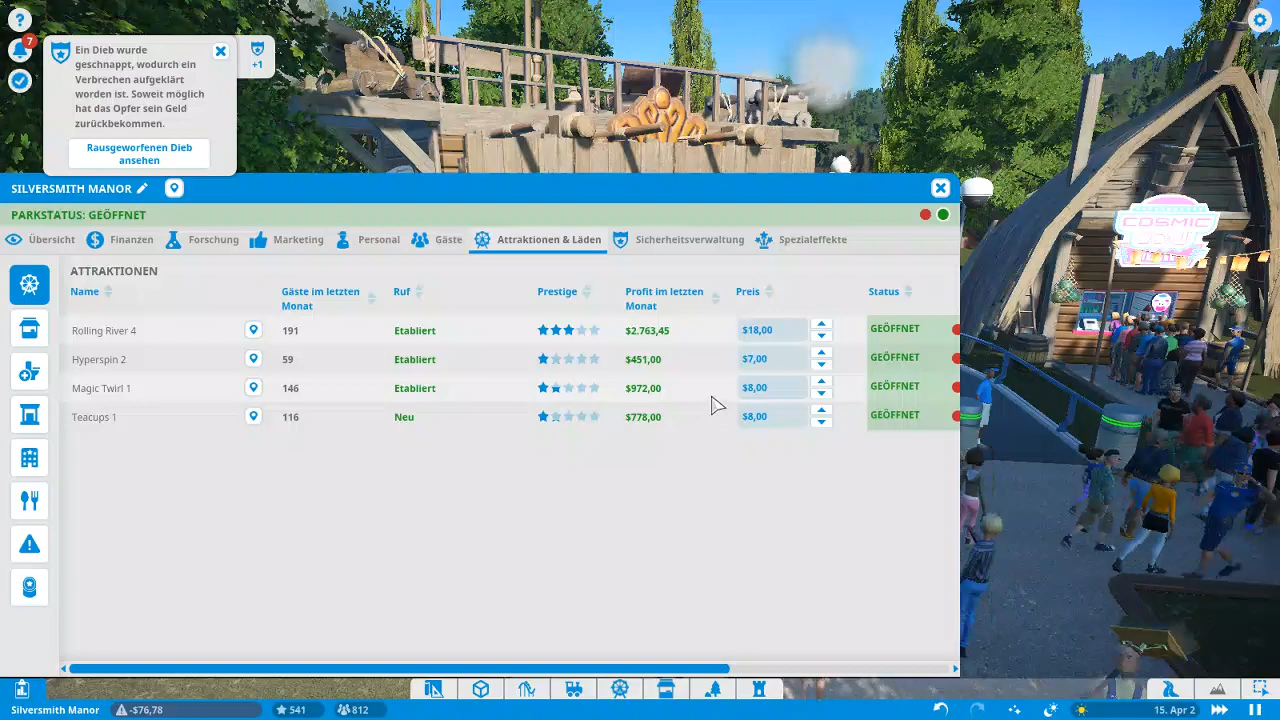 ?
7
Ein Dieb wurde
geschnappt, wodurch ein
Verbrechen aufgeklärt
worden ist. Soweit möglich
hat das Opfer sein Geld
zurückbekommen.
Rausgeworfenen Dieb
ansehen
+1
SILVERSMITH MANOR
PARKSTATUS: GEÖFFNET
Übersicht Finanzen Forschung Marketing Personal Gäste Attraktionen & Läden Sicherheitsverwaltung Spezialeffekte
ATTRAKTIONEN
Name Gäste im letzten Monat Ruf Prestige Profit im letzten Monat Preis Status
Rolling River 4 191 Etabliert $2.763,45 $18,00 GEÖFFNET
Hyperspin 2 59 Etabliert $451,00 $7,00 GEÖFFNET
Magic Twirl 1 146 Etabliert $972,00 $8,00 GEÖFFNET
Teacups 1 116 Neu $778,00 $8,00 GEÖFFNET
COSMIC
COW
Silversmith Manor -$76,78 541 812 15. Apr 2